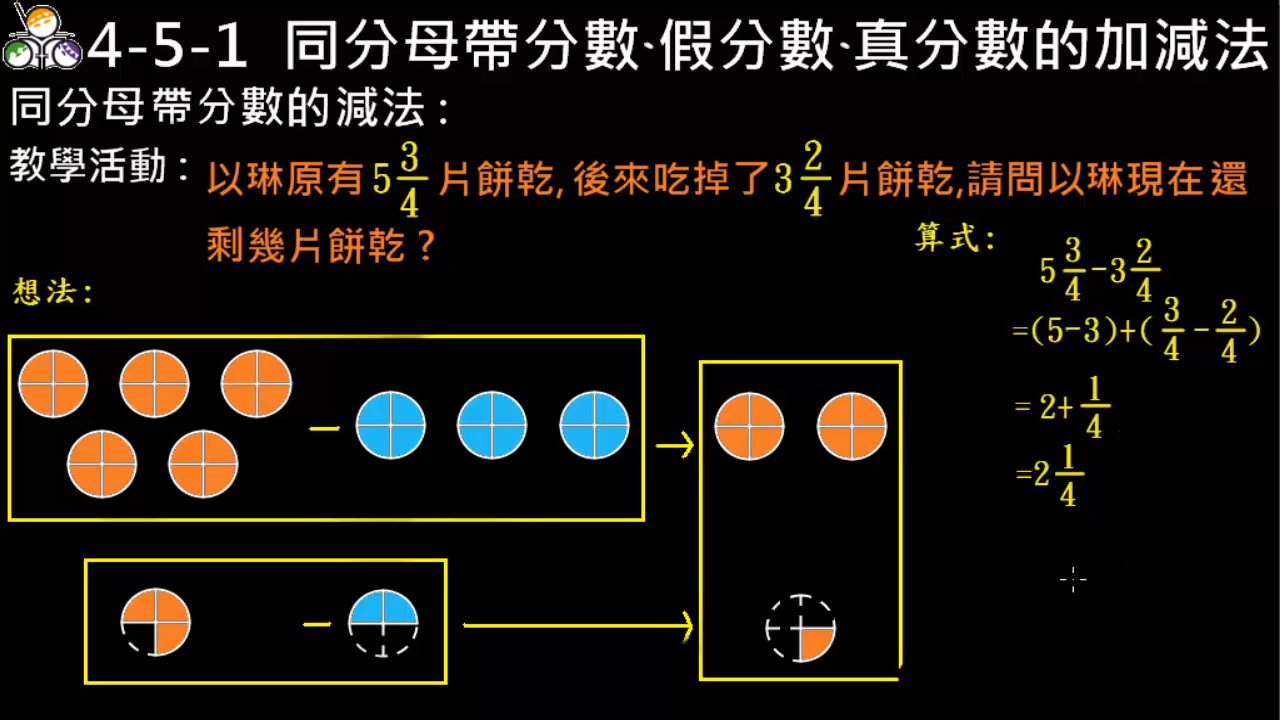 4-5-1 同分母帶分數、假分數、真分數的加減法
同分母帶分數的減法:
教學活動: 以琳原有5 3/4 片餅乾, 後來吃掉了3 2/4 片餅乾,請問以琳現在還
剩幾片餅乾?
算式:
5 3/4 - 3 2/4
=(5-3)+( 3/4 - 2/4 )
= 2+ 1/4
=2 1/4
想法: